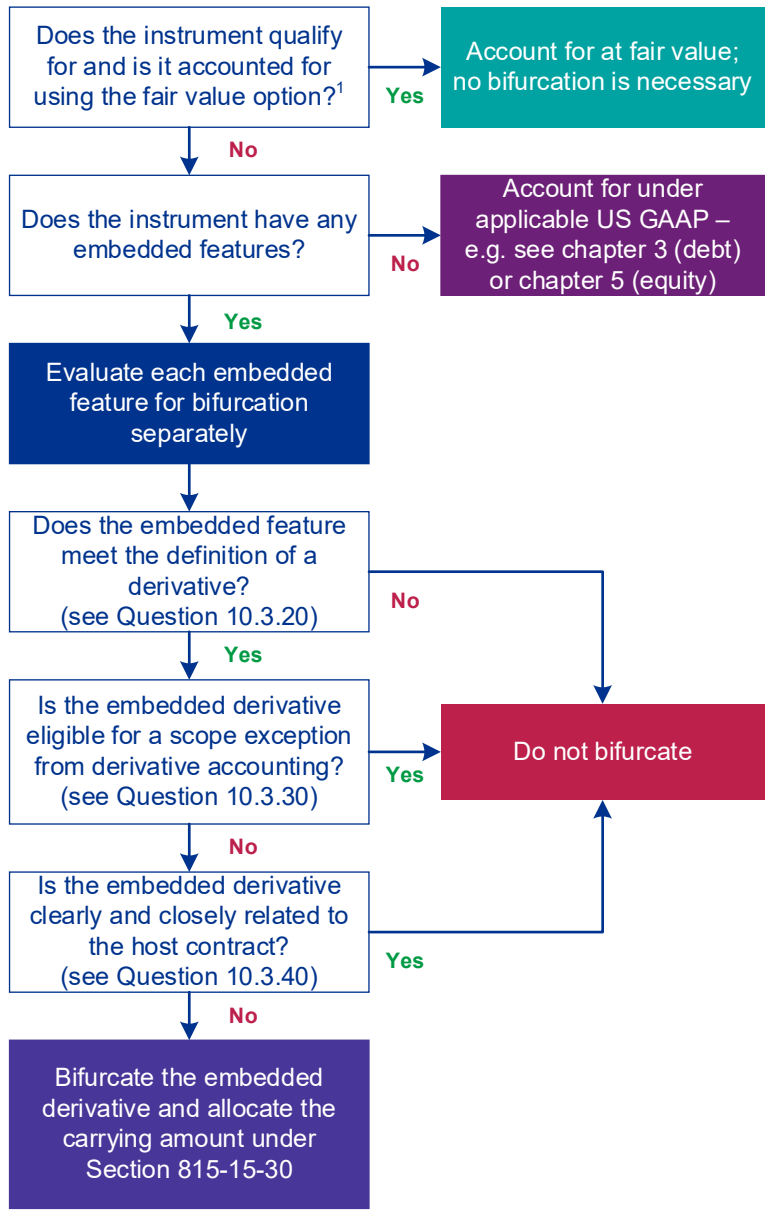 Does the instrument qualify
for and is it accounted for
using the fair value option?1
Yes
Account for at fair value;
no bifurcation is necessary
No
Does the instrument have any
embedded features?
No
Account for under
applicable US GAAP –
e.g. see chapter 3 (debt)
or chapter 5 (equity)
Yes
Evaluate each embedded
feature for bifurcation
separately
Does the embedded feature
meet the definition of a
derivative?
(see Question 10.3.20)
No
Yes
Is the embedded derivative
eligible for a scope exception
from derivative accounting?
(see Question 10.3.30)
Yes
Do not bifurcate
No
Is the embedded derivative
clearly and closely related to
the host contract?
(see Question 10.3.40)
Yes
No
Bifurcate the embedded
derivative and allocate the
carrying amount under
Section 815-15-30